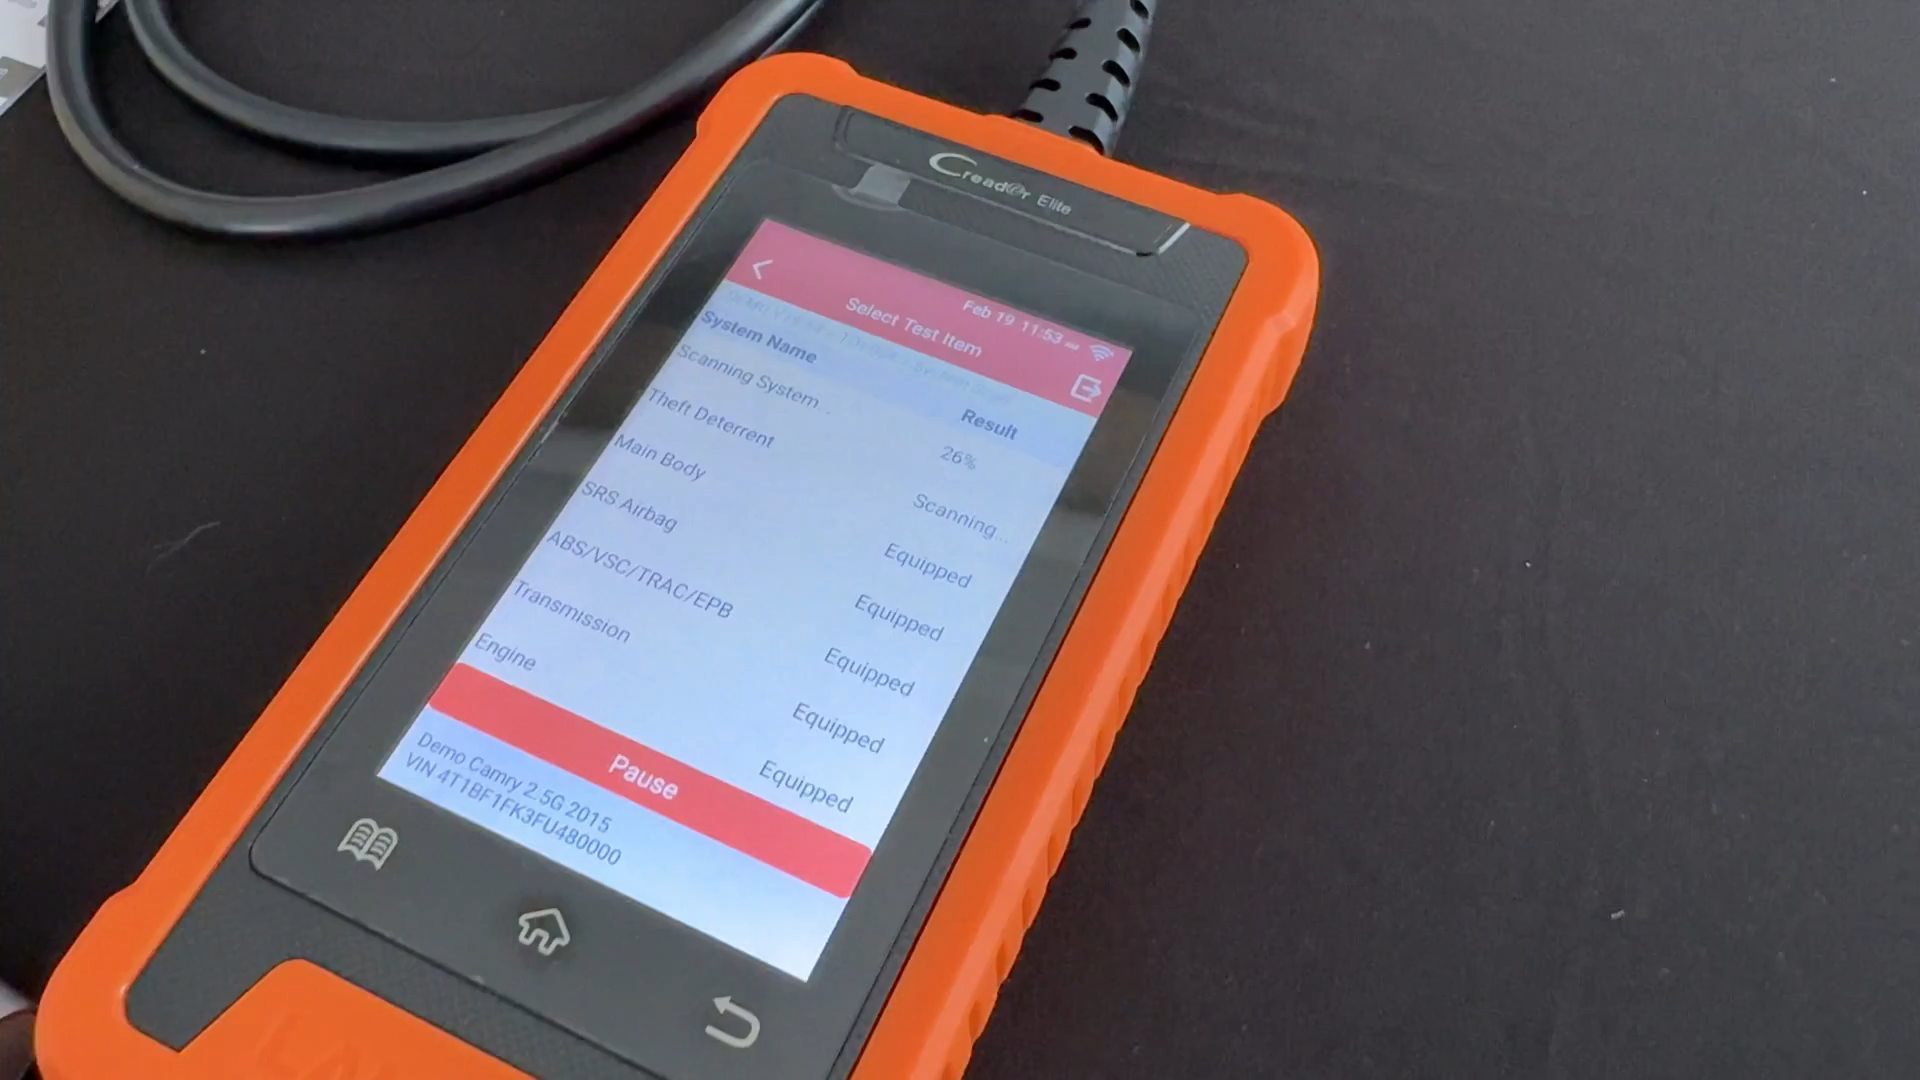 Creader Elite
Feb 19 11:53
Select Test Item
System Name Result
Scanning System... 26%
Theft Deterrent Scanning...
Main Body Equipped
SRS Airbag Equipped
ABS/VSC/TRAC/EPB Equipped
Transmission Equipped
Engine Equipped
Pause
Demo Camry 2.5G 2015
VIN 4T1BF1FK3FU480000